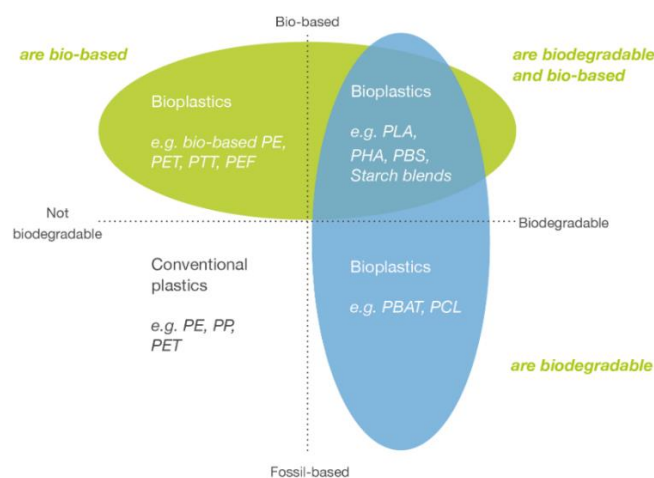 Bio-based
are bio-based
are biodegradable
and bio-based
Bioplastics
e.g. bio-based PE,
PET, PTT, PEF
Bioplastics
e.g. PLA,
PHA, PBS,
Starch blends
Not
biodegradable
Biodegradable
Conventional
plastics
e.g. PE, PP,
PET
Bioplastics
e.g. PBAT, PCL
are biodegradable
Fossil-based